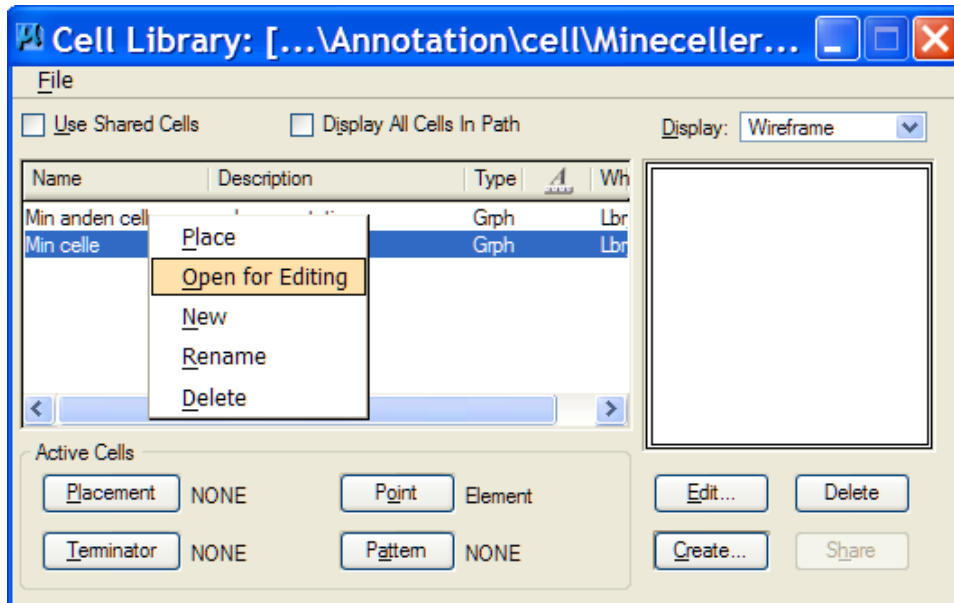 Cell Library: [...\Annotation\cell\Mineceller...
File
Use Shared Cells
Display All Cells In Path
Display: Wireframe
Name Description Type A Wh
Min anden cell Grph Lbr
Min celle Grph Lbr
Place
Open for Editing
New
Rename
Delete
Active Cells
Placement NONE Point Element
Terminator NONE Pattern NONE
Edit... Delete
Create... Share